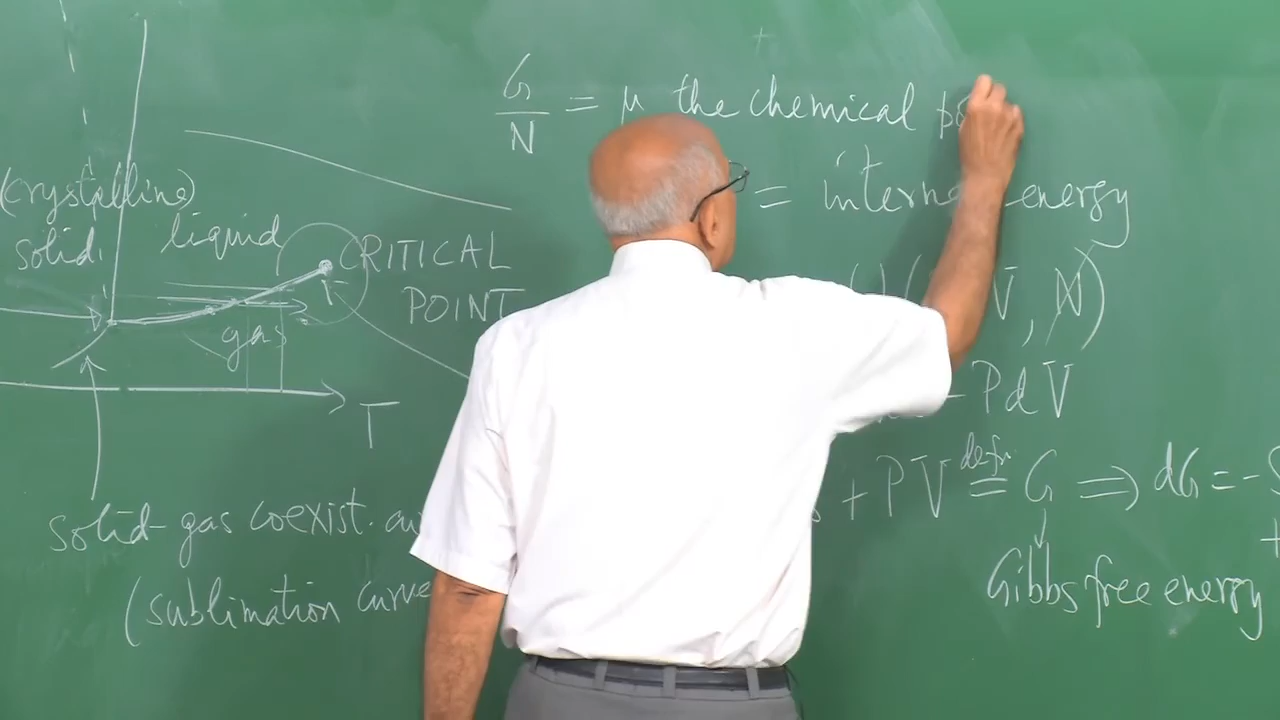 (crystalline)
solid
liquid
gas
CRITICAL
POINT
T
solid-gas coexist.
(sublimation curve
G/N = μ the chemical po
= internal energy
V, N)
- PdV
+ PV defn = G ⇒ dG = -S
+
Gibbs free energy